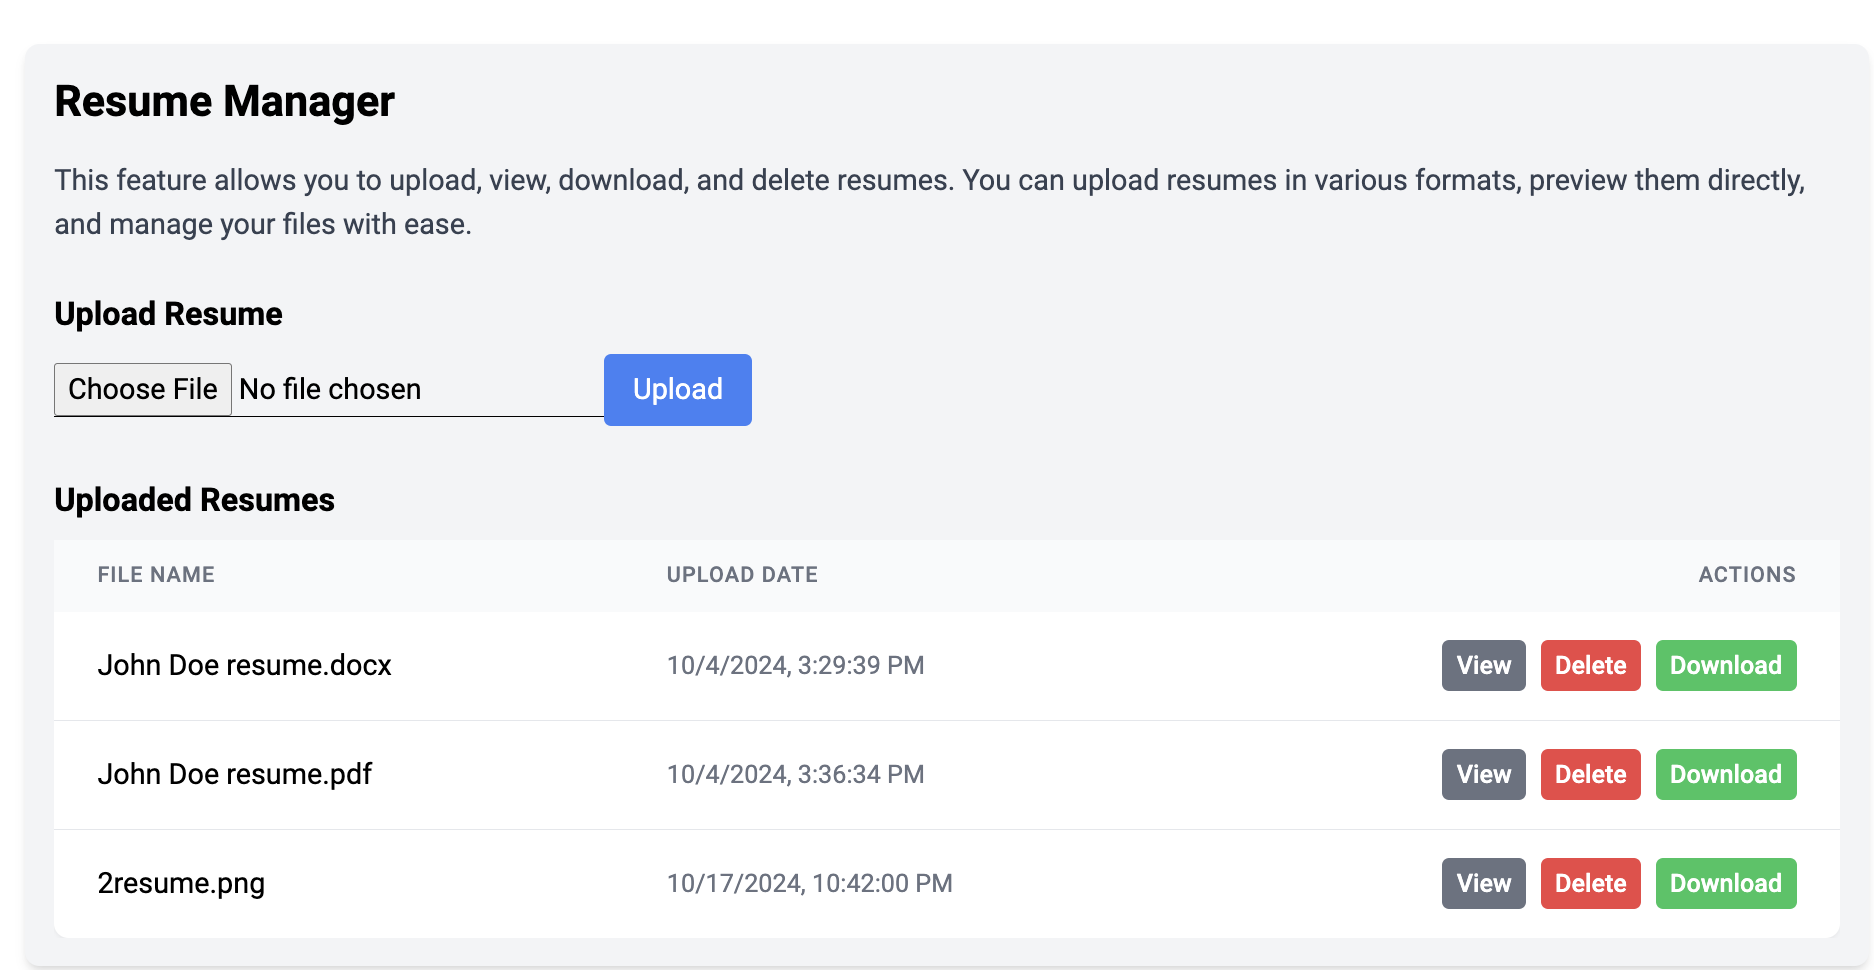 Resume Manager
This feature allows you to upload, view, download, and delete resumes. You can upload resumes in various formats, preview them directly,
and manage your files with ease.
Upload Resume
Choose File No file chosen Upload
Uploaded Resumes
FILE NAME UPLOAD DATE ACTIONS
John Doe resume.docx 10/4/2024, 3:29:39 PM View Delete Download
John Doe resume.pdf 10/4/2024, 3:36:34 PM View Delete Download
2resume.png 10/17/2024, 10:42:00 PM View Delete Download